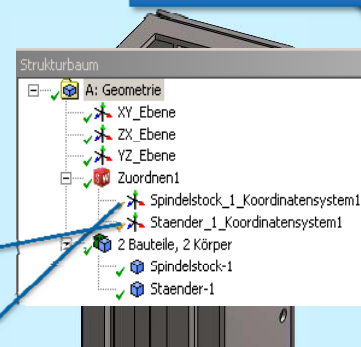 Strukturbaum
A: Geometrie
XY_Ebene
ZX_Ebene
YZ_Ebene
Zuordnen1
Spindelstock_1_Koordinatensystem1
Staender_1_Koordinatensystem1
2 Bauteile, 2 Körper
Spindelstock-1
Staender-1